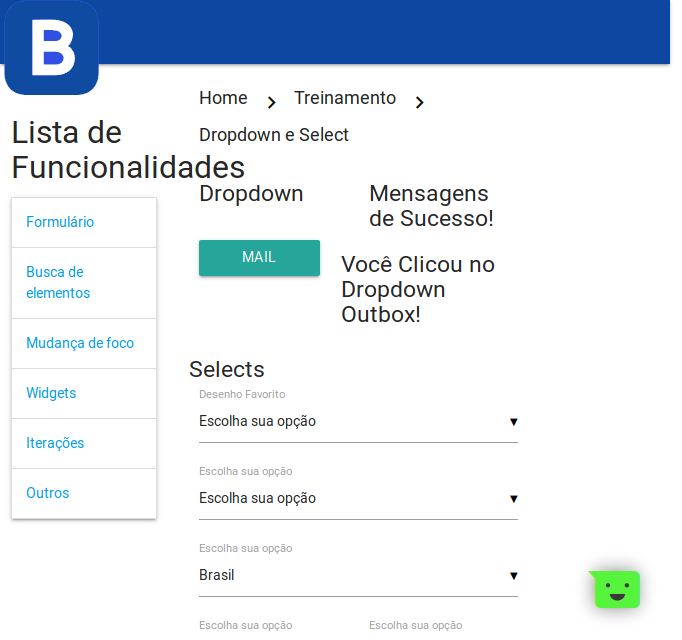 B
Home
Treinamento
Dropdown e Select
Lista de
Funcionalidades
Formulário
Busca de
elementos
Mudança de foco
Widgets
Iterações
Outros
Dropdown
MAIL
Mensagens
de Sucesso!
Você Clicou no
Dropdown
Outbox!
Selects
Desenho Favorito
Escolha sua opção
Escolha sua opção
Escolha sua opção
Escolha sua opção
Brasil
Escolha sua opção
Escolha sua opção